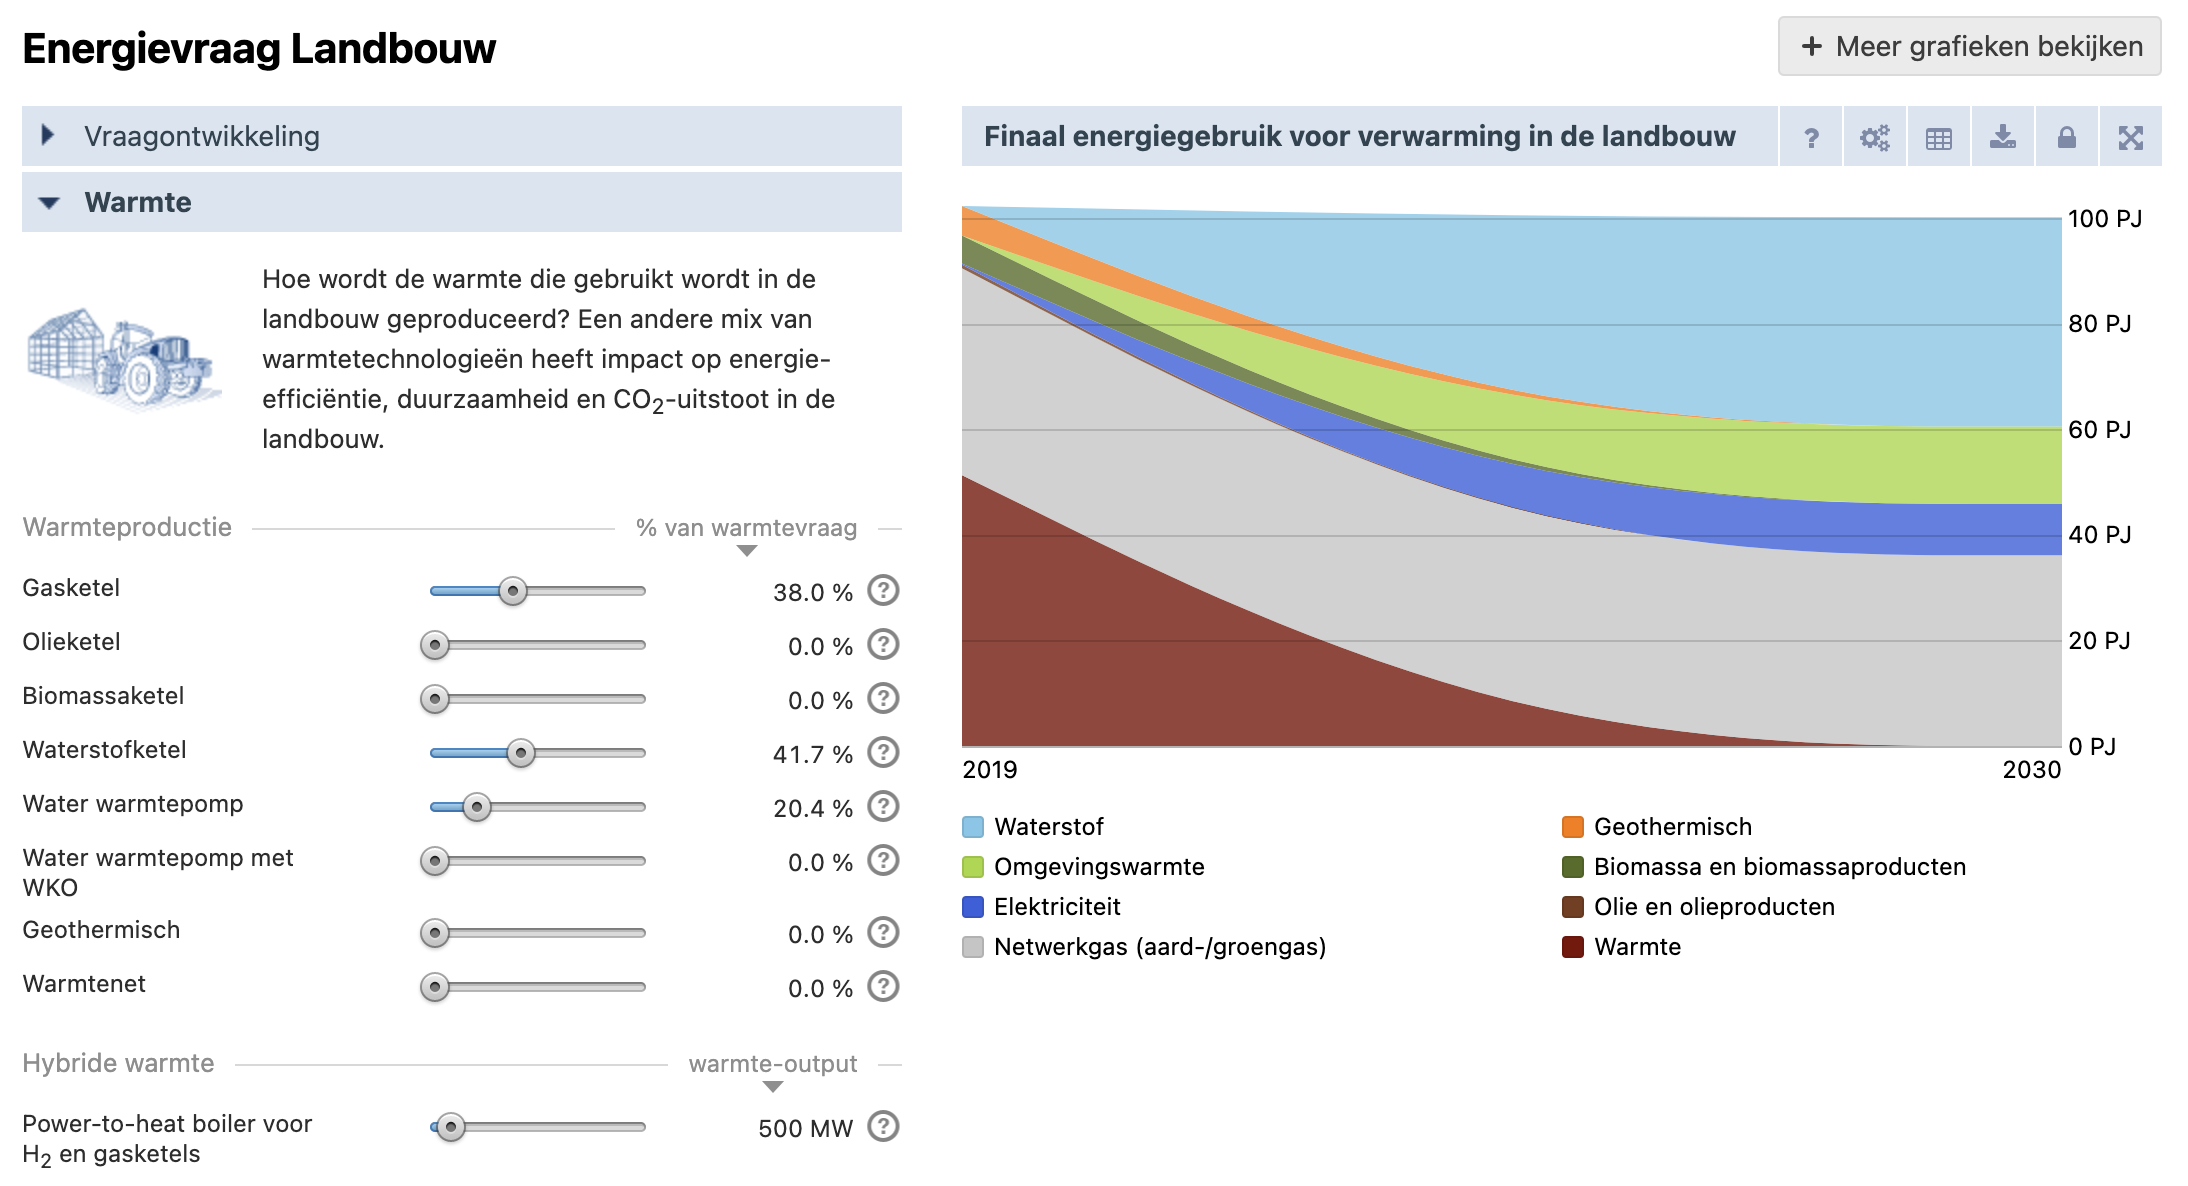 Energievraag Landbouw
+ Meer grafieken bekijken
Vraagontwikkeling
Warmte
Hoe wordt de warmte die gebruikt wordt in de
landbouw geproduceerd? Een andere mix van
warmtetechnologieën heeft impact op energie-
efficiëntie, duurzaamheid en CO₂-uitstoot in de
landbouw.
Warmteproductie % van warmtevraag
Gasketel 38.0 % ?
Olieketel 0.0 % ?
Biomassaketel 0.0 % ?
Waterstofketel 41.7 % ?
Water warmtepomp 20.4 % ?
Water warmtepomp met
WKO 0.0 % ?
Geothermisch 0.0 % ?
Warmtenet 0.0 % ?
Hybride warmte warmte-output
Power-to-heat boiler voor
H₂ en gasketels 500 MW ?
Finaal energiegebruik voor verwarming in de landbouw ?
100 PJ
80 PJ
60 PJ
40 PJ
20 PJ
0 PJ
2019 2030
Waterstof Geothermisch
Omgevingswarmte Biomassa en biomassaproducten
Elektriciteit Olie en olieproducten
Netwerkgas (aard-/groengas) Warmte